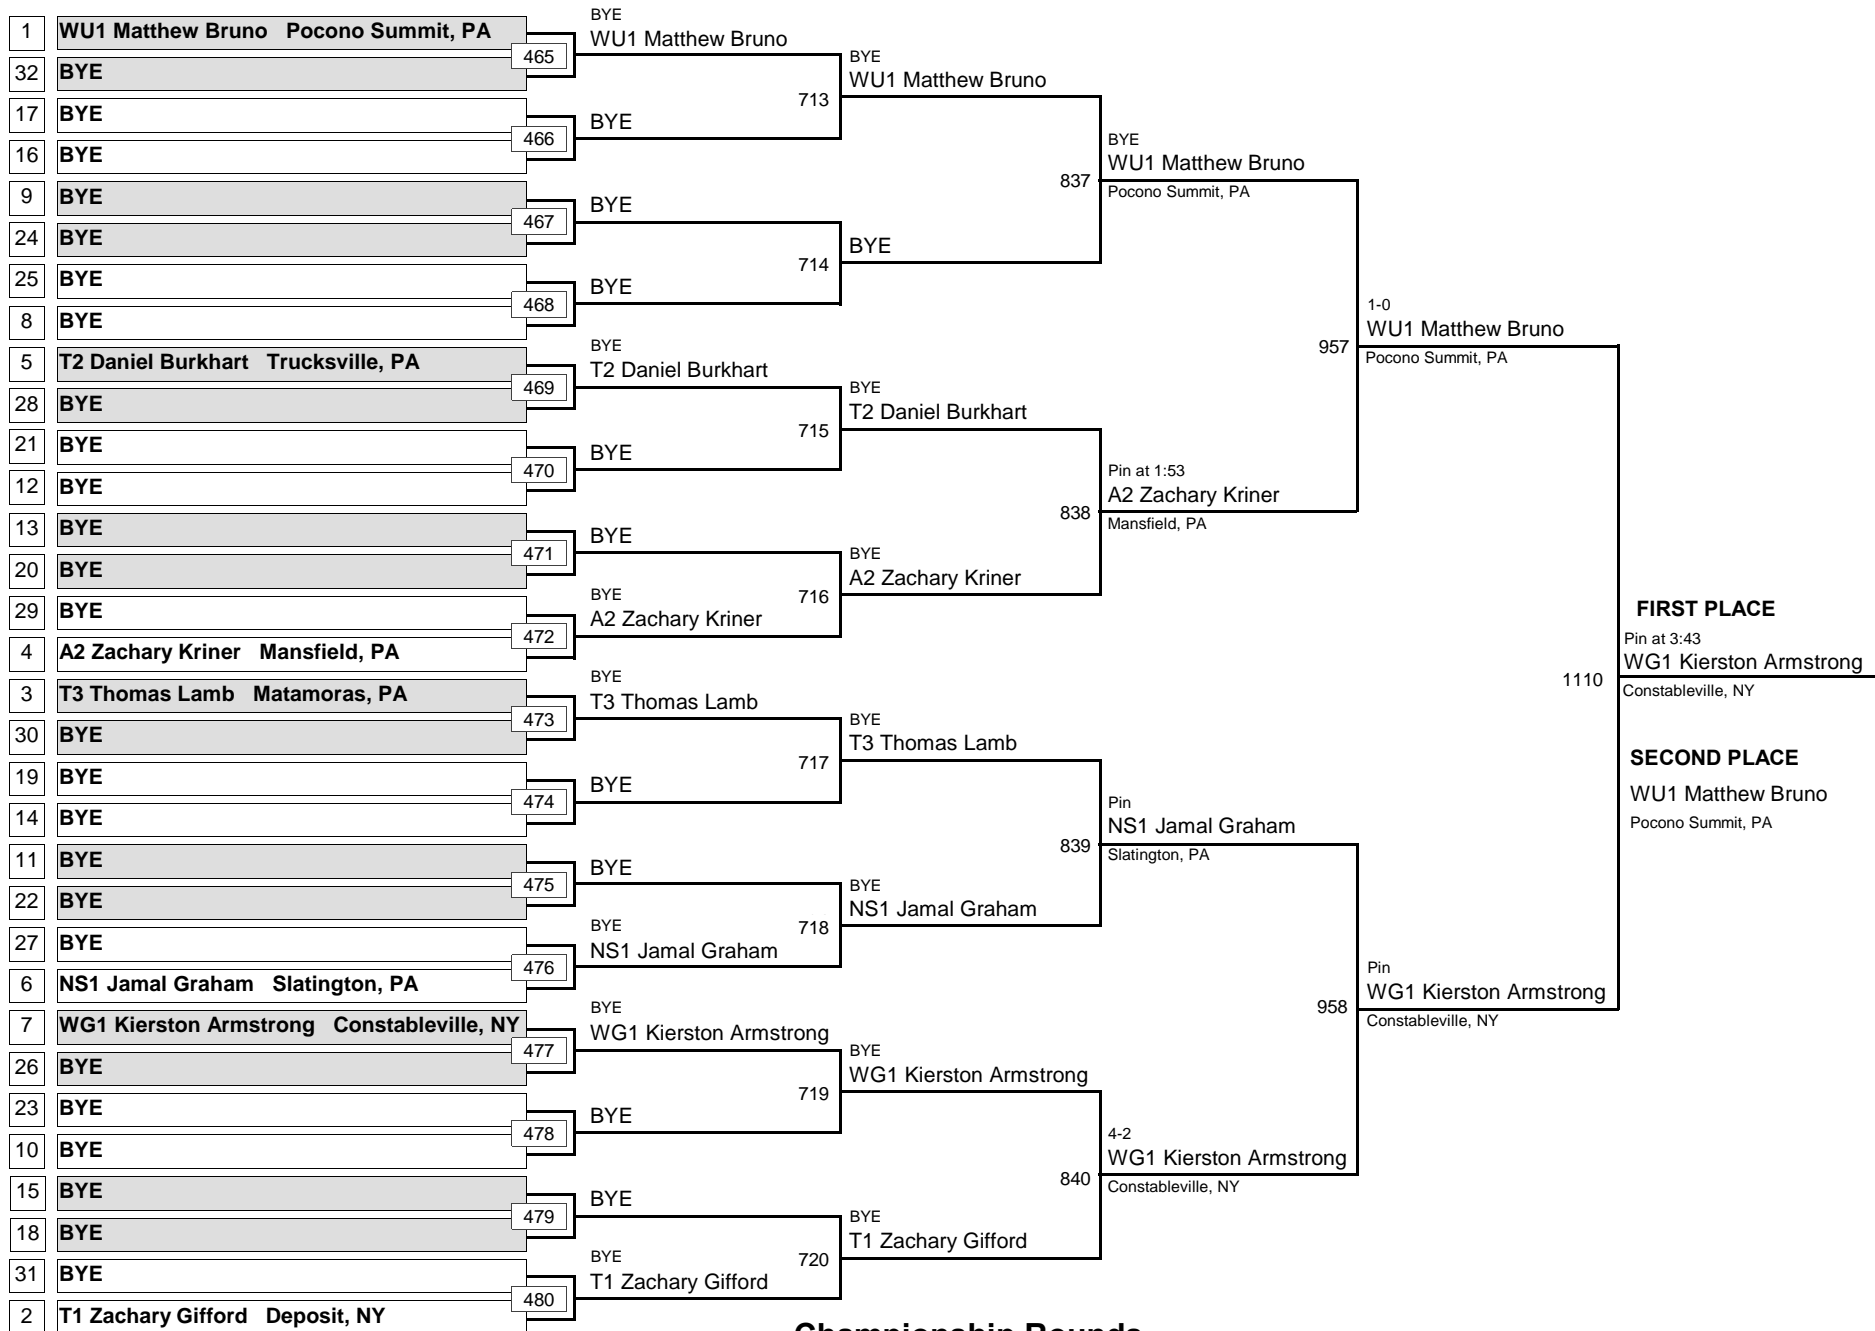 1 WU1 Matthew Bruno Pocono Summit, PA
32 BYE
465
17 BYE
16 BYE
466
9 BYE
24 BYE
467
25 BYE
8 BYE
468
5 T2 Daniel Burkhart Trucksville, PA
28 BYE
469
21 BYE
12 BYE
470
13 BYE
20 BYE
471
29 BYE
4 A2 Zachary Kriner Mansfield, PA
472
3 T3 Thomas Lamb Matamoras, PA
30 BYE
473
19 BYE
14 BYE
474
11 BYE
22 BYE
475
27 BYE
6 NS1 Jamal Graham Slatington, PA
476
7 WG1 Kierston Armstrong Constableville, NY
26 BYE
477
23 BYE
10 BYE
478
15 BYE
18 BYE
479
31 BYE
2 T1 Zachary Gifford Deposit, NY
480
BYE
WU1 Matthew Bruno
713
BYE
BYE
714
BYE
BYE
T2 Daniel Burkhart
715
BYE
BYE
716
BYE
A2 Zachary Kriner
BYE
T3 Thomas Lamb
717
BYE
BYE
718
BYE
NS1 Jamal Graham
BYE
WG1 Kierston Armstrong
719
BYE
BYE
720
BYE
T1 Zachary Gifford
BYE
WU1 Matthew Bruno
837
BYE
BYE
T2 Daniel Burkhart
838
BYE
A2 Zachary Kriner
BYE
T3 Thomas Lamb
839
BYE
NS1 Jamal Graham
BYE
WG1 Kierston Armstrong
840
BYE
T1 Zachary Gifford
BYE
WU1 Matthew Bruno
Pocono Summit, PA
957
Pin at 1:53
A2 Zachary Kriner
Mansfield, PA
Pin
NS1 Jamal Graham
Slatington, PA
958
4-2
WG1 Kierston Armstrong
Constableville, NY
1-0
WU1 Matthew Bruno
Pocono Summit, PA
1110
Pin
WG1 Kierston Armstrong
Constableville, NY
FIRST PLACE
Pin at 3:43
WG1 Kierston Armstrong
Constableville, NY
SECOND PLACE
WU1 Matthew Bruno
Pocono Summit, PA
Championship Rounds